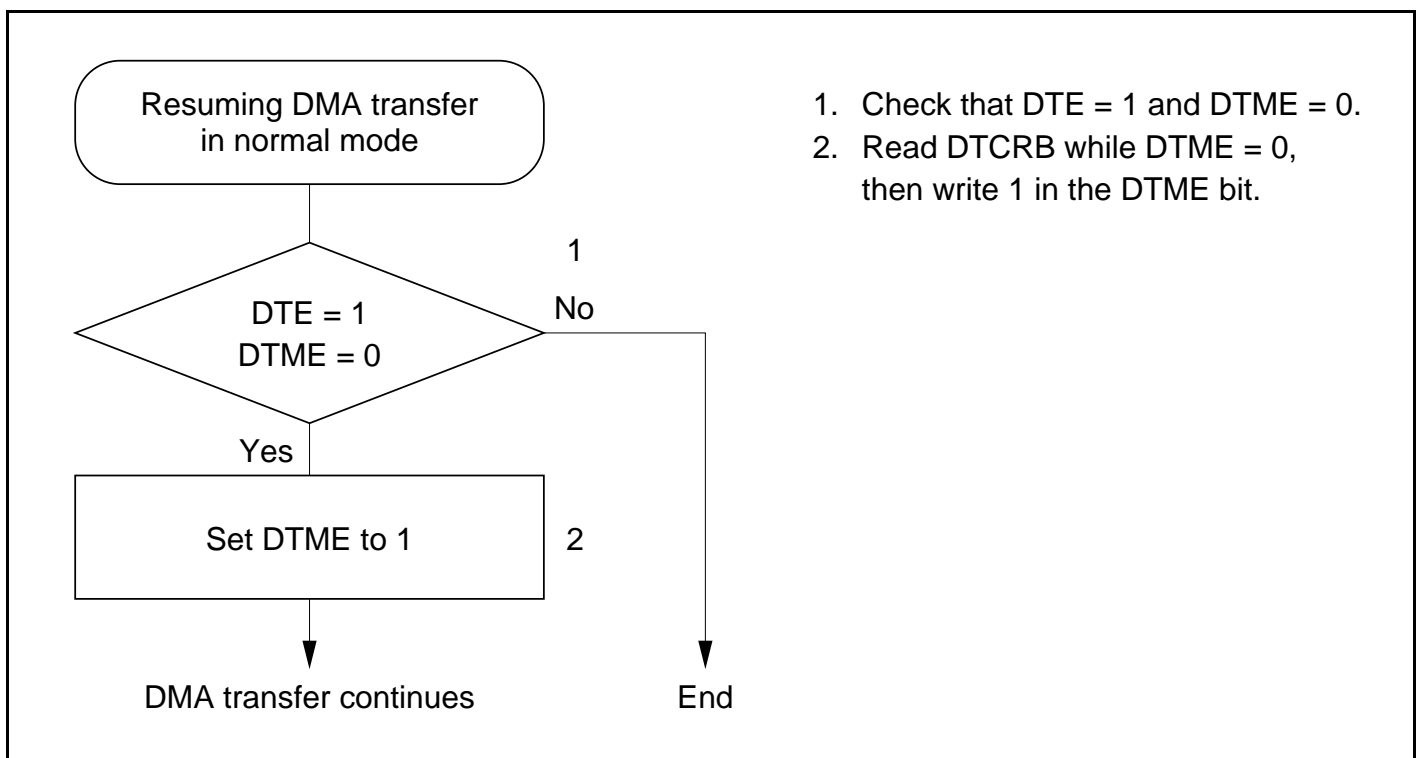 Resuming DMA transfer
in normal mode
1
DTE = 1
DTME = 0
No
Yes
Set DTME to 1
2
DMA transfer continues
End
1. Check that DTE = 1 and DTME = 0.
2. Read DTCRB while DTME = 0,
then write 1 in the DTME bit.